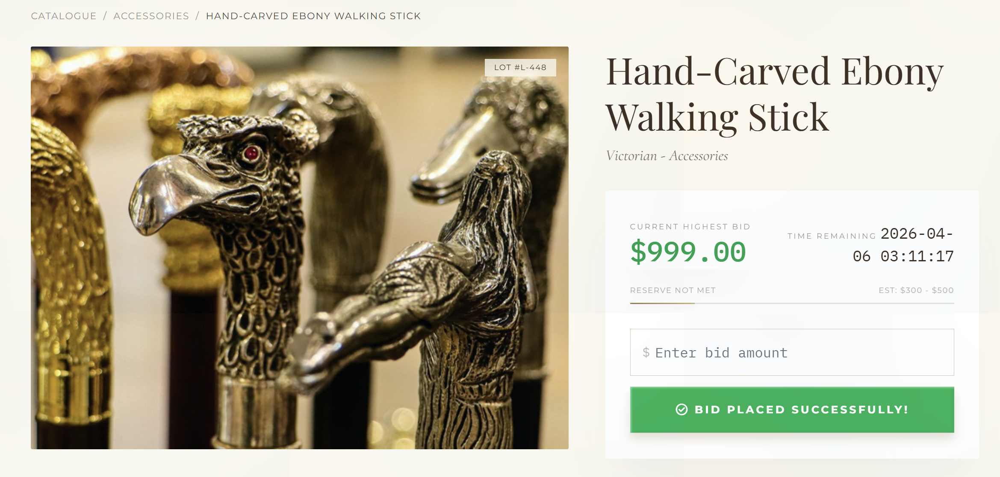 CATALOGUE / ACCESSORIES / HAND-CARVED EBONY WALKING STICK
LOT #L-448
Hand-Carved Ebony
Walking Stick
Victorian - Accessories
CURRENT HIGHEST BID
$999.00
TIME REMAINING 2026-04-
06 03:11:17
RESERVE NOT MET
EST: $300 - $500
$ Enter bid amount
BID PLACED SUCCESSFULLY!